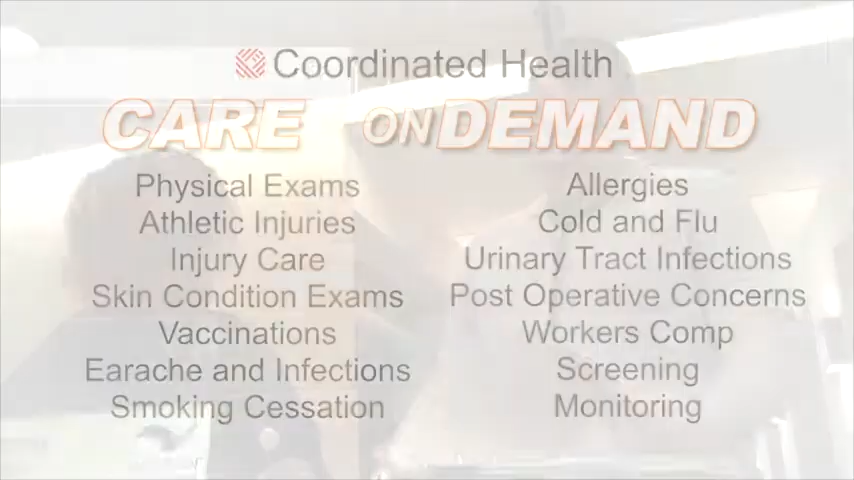 Coordinated Health
CARE ON DEMAND
Physical Exams
Athletic Injuries
Injury Care
Skin Condition Exams
Vaccinations
Earache and Infections
Smoking Cessation
Allergies
Cold and Flu
Urinary Tract Infections
Post Operative Concerns
Workers Comp
Screening
Monitoring